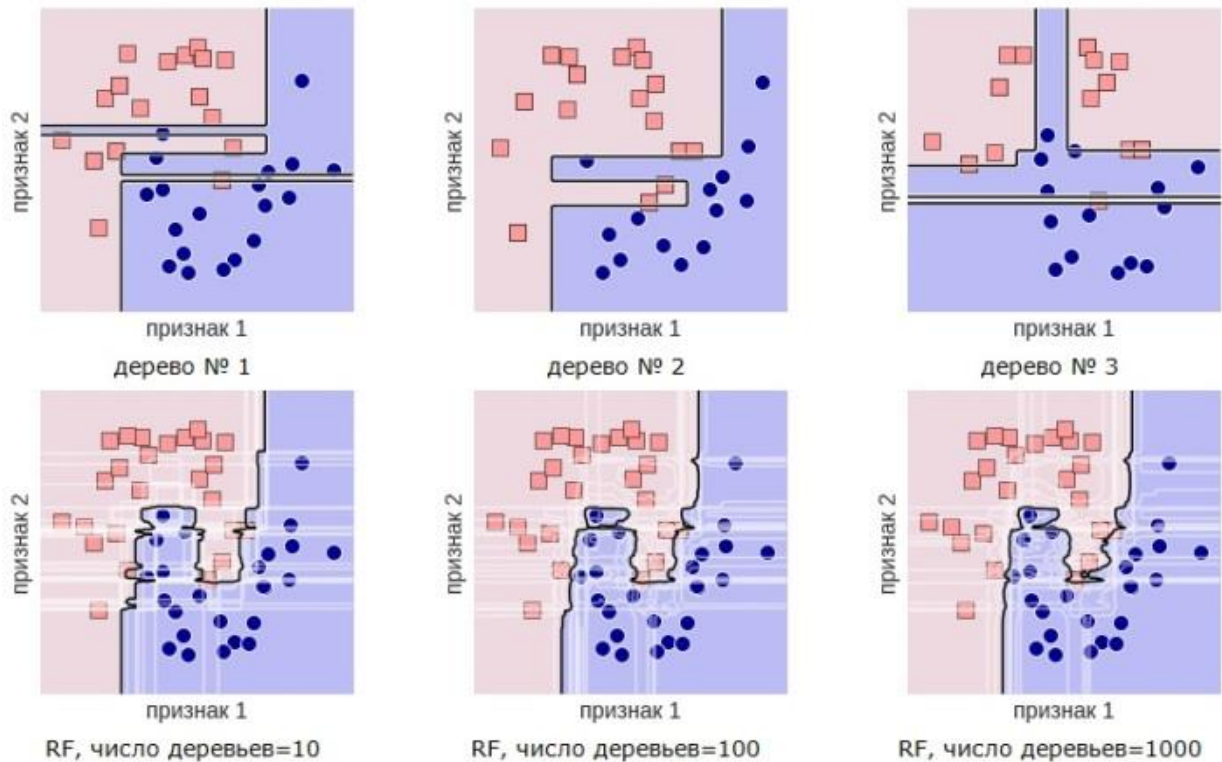 признак 2
признак 1
дерево № 1
признак 2
признак 1
дерево № 2
признак 2
признак 1
дерево № 3
признак 2
признак 1
RF, число деревьев=10
признак 2
признак 1
RF, число деревьев=100
признак 2
признак 1
RF, число деревьев=1000